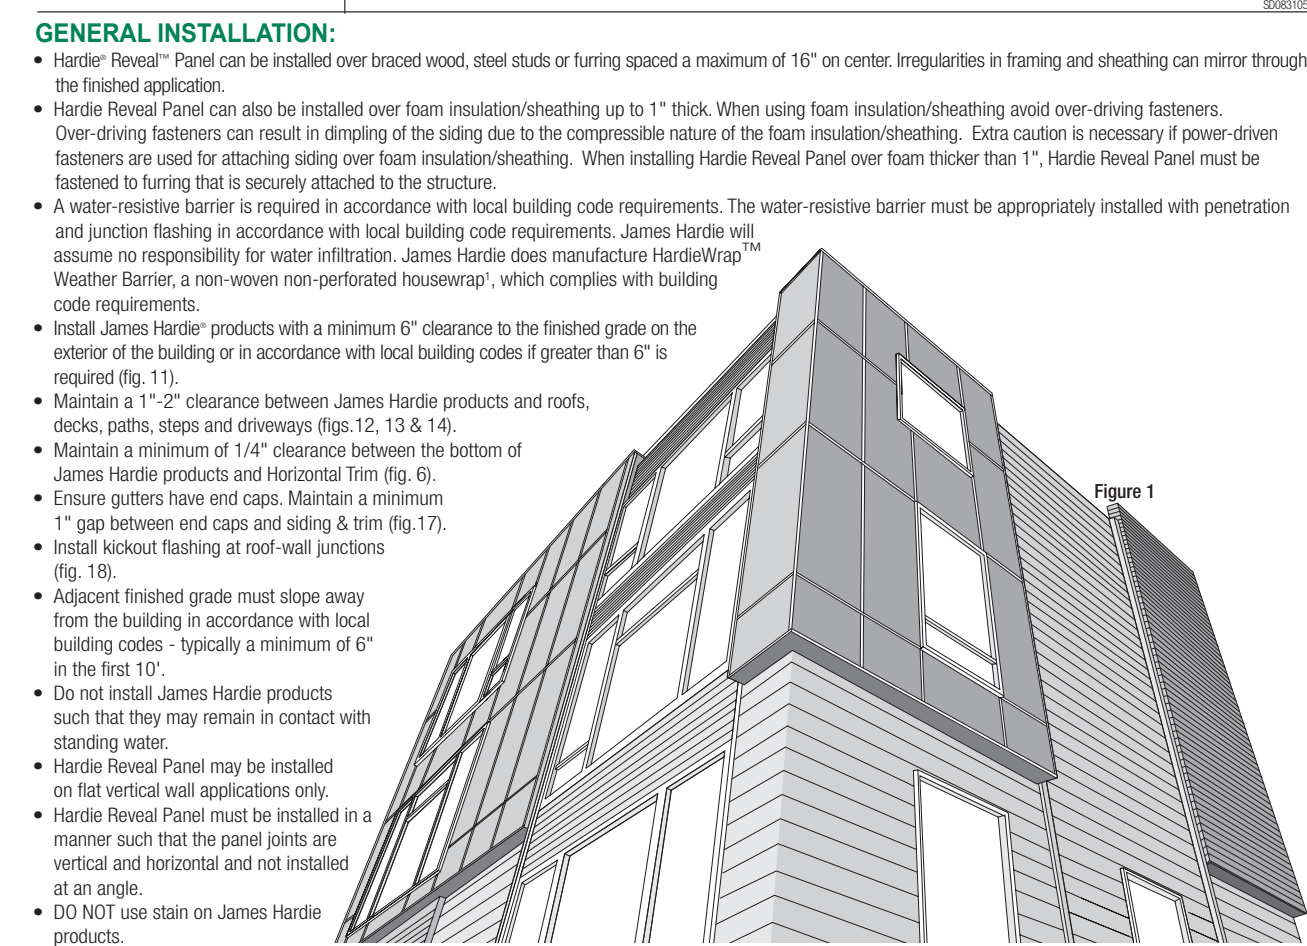 SD083105
GENERAL INSTALLATION:
• Hardie® Reveal™ Panel can be installed over braced wood, steel studs or furring spaced a maximum of 16" on center. Irregularities in framing and sheathing can mirror through
the finished application.
• Hardie Reveal Panel can also be installed over foam insulation/sheathing up to 1" thick. When using foam insulation/sheathing avoid over-driving fasteners.
Over-driving fasteners can result in dimpling of the siding due to the compressible nature of the foam insulation/sheathing. Extra caution is necessary if power-driven
fasteners are used for attaching siding over foam insulation/sheathing. When installing Hardie Reveal Panel over foam thicker than 1", Hardie Reveal Panel must be
fastened to furring that is securely attached to the structure.
• A water-resistive barrier is required in accordance with local building code requirements. The water-resistive barrier must be appropriately installed with penetration
and junction flashing in accordance with local building code requirements. James Hardie will
assume no responsibility for water infiltration. James Hardie does manufacture HardieWrap™
Weather Barrier, a non-woven non-perforated housewrap¹, which complies with building
code requirements.
• Install James Hardie® products with a minimum 6" clearance to the finished grade on the
exterior of the building or in accordance with local building codes if greater than 6" is
required (fig. 11).
• Maintain a 1"-2" clearance between James Hardie products and roofs,
decks, paths, steps and driveways (figs.12, 13 & 14).
• Maintain a minimum of 1/4" clearance between the bottom of
James Hardie products and Horizontal Trim (fig. 6).
• Ensure gutters have end caps. Maintain a minimum
1" gap between end caps and siding & trim (fig.17).
• Install kickout flashing at roof-wall junctions
(fig. 18).
• Adjacent finished grade must slope away
from the building in accordance with local
building codes - typically a minimum of 6"
in the first 10'.
• Do not install James Hardie products
such that they may remain in contact with
standing water.
• Hardie Reveal Panel may be installed
on flat vertical wall applications only.
• Hardie Reveal Panel must be installed in a
manner such that the panel joints are
vertical and horizontal and not installed
at an angle.
• DO NOT use stain on James Hardie
products.
Figure 1